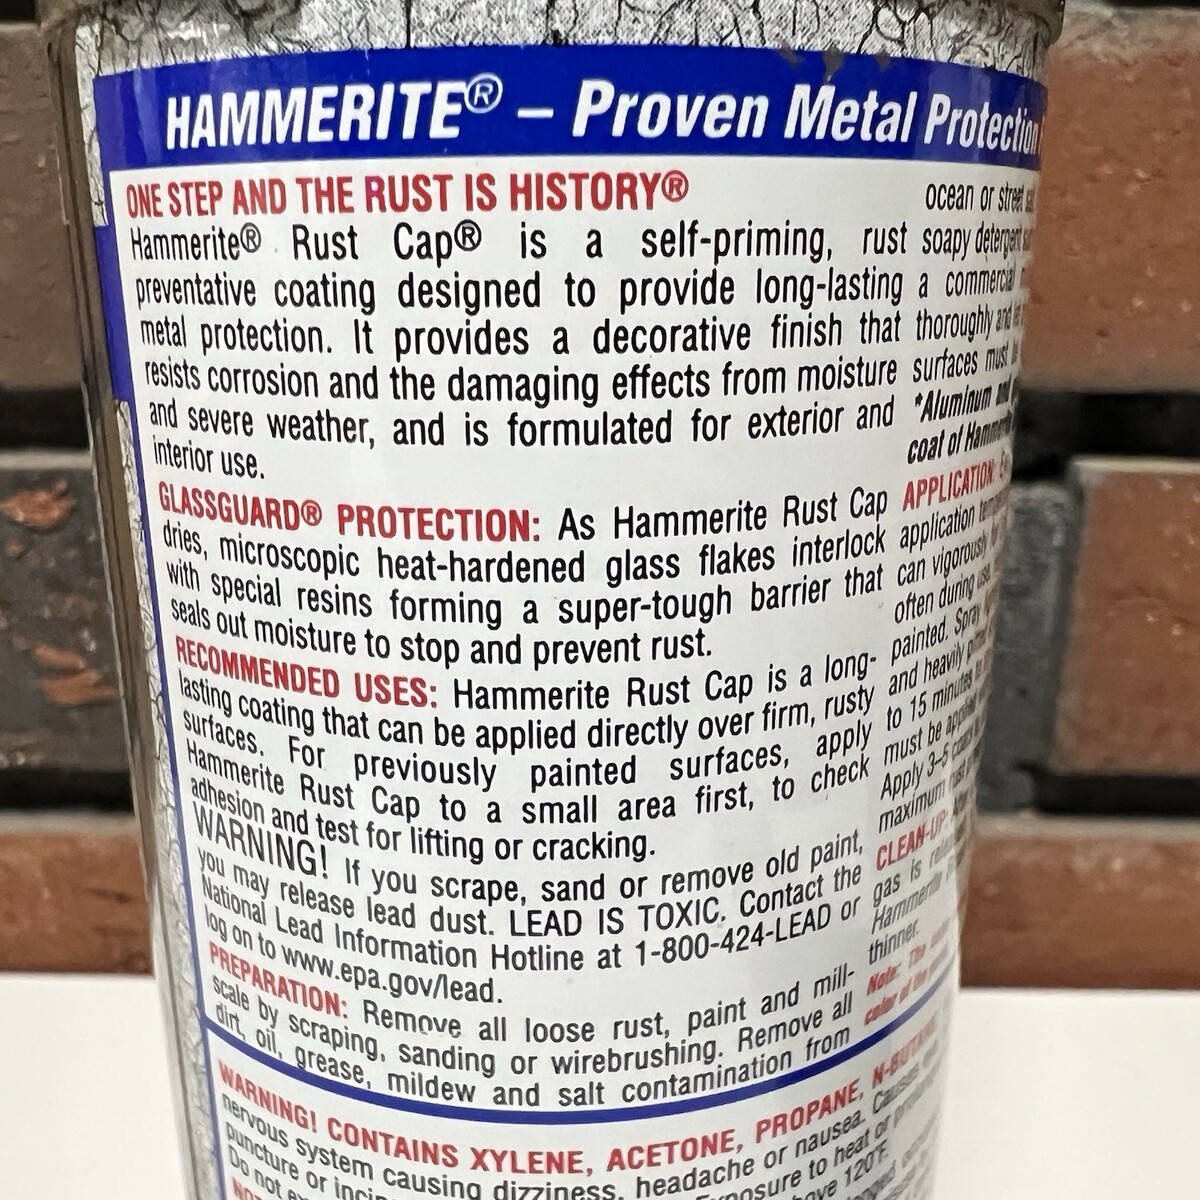 HAMMERITE® – Proven Metal Protection
ONE STEP AND THE RUST IS HISTORY®
Hammerite® Rust Cap® is a self-priming, rust
preventative coating designed to provide long-lasting
metal protection. It provides a decorative finish that
resists corrosion and the damaging effects from moisture
and severe weather, and is formulated for exterior and
interior use.
GLASSGUARD® PROTECTION: As Hammerite Rust Cap
dries, microscopic heat-hardened glass flakes interlock
with special resins forming a super-tough barrier that
seals out moisture to stop and prevent rust.
RECOMMENDED USES: Hammerite Rust Cap is a long-
lasting coating that can be applied directly over firm, rusty
surfaces. For previously painted surfaces, apply
Hammerite Rust Cap to a small area first, to check
adhesion and test for lifting or cracking.
WARNING! If you scrape, sand or remove old paint,
you may release lead dust. LEAD IS TOXIC. Contact the
National Lead Information Hotline at 1-800-424-LEAD or
log on to www.epa.gov/lead.
PREPARATION: Remove all loose rust, paint and mill-
scale by scraping, sanding or wirebrushing. Remove all
dirt, oil, grease, mildew and salt contamination from
ocean or street
soapy detergent
a commercial
thoroughly and
surfaces must
*Aluminum and
coat of
APPLICATION:
application
can vigorously
often during use.
painted. Spray
and heavily
to 15 minutes
must be applied
Apply 3–5
maximum
CLEAN-UP:
gas is
Hammerite
thinner.
Note: The
color of the
WARNING! CONTAINS XYLENE, ACETONE, PROPANE,
nervous system causing dizziness, headache or nausea. Causes
puncture or exposure to heat or
Do not above 120°F.